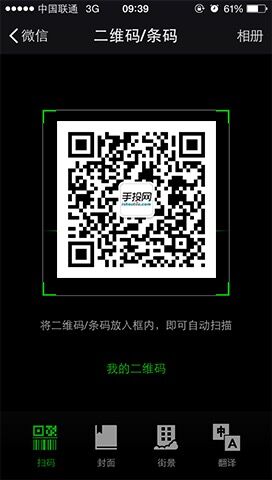 中国联通 3G 09:39 61%
微信 二维码/条码 相册
手投网
将二维码/条码放入框内，即可自动扫描
我的二维码
中
A
扫码 封面 街景 翻译